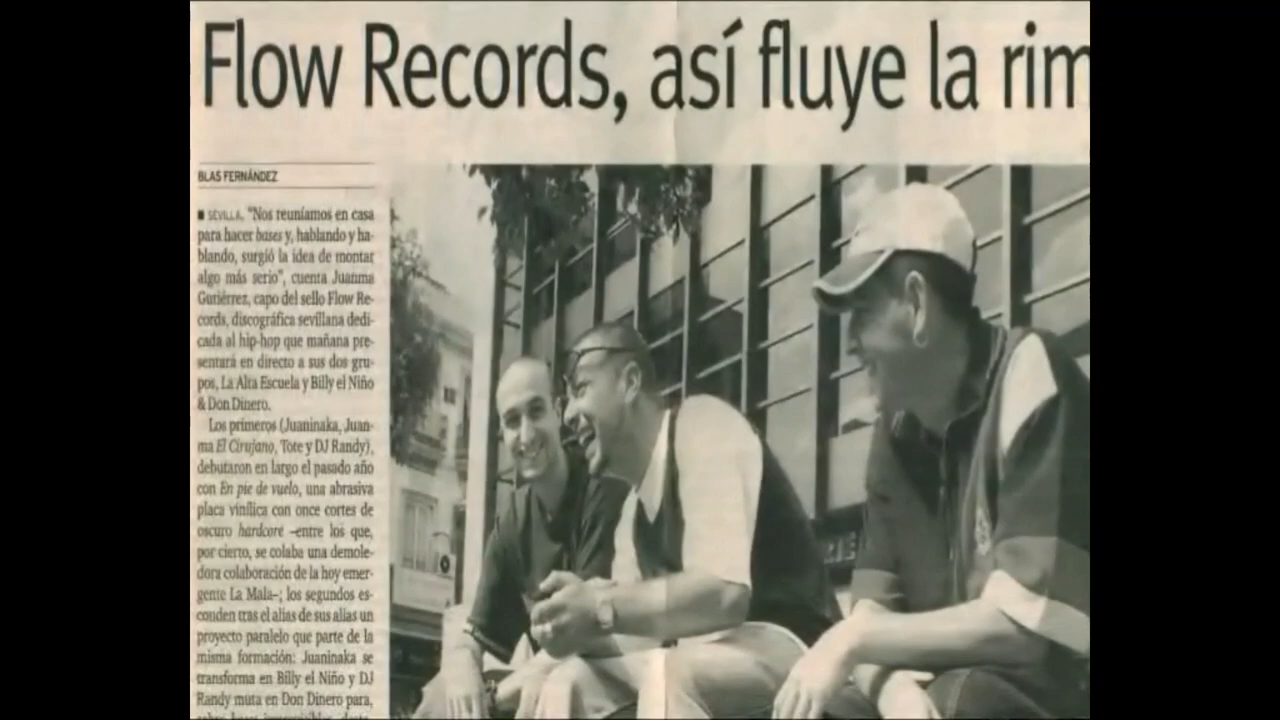 Flow Records, así fluye la rim
BLAS FERNÁNDEZ
■ SEVILLA. "Nos reuníamos en casa
para hacer bases y, hablando y ha-
blando, surgió la idea de montar
algo más serio", cuenta Juanma
Gutiérrez, capo del sello Flow Re-
cords, discográfica sevillana dedi-
cada al hip-hop que mañana pre-
sentará en directo a sus dos gru-
pos, La Alta Escuela y Billy el Niño
& Don Dinero.
Los primeros (Juaninaka, Juan-
ma El Cirujano, Tote y DJ Randy),
debutaron en largo el pasado año
con En pie de vuelo, una abrasiva
placa vinílica con once cortes de
oscuro hardcore –entre los que,
por cierto, se colaba una demole-
dora colaboración de la hoy emer-
gente La Mala–; los segundos es-
conden tras el alias de sus alias un
proyecto paralelo que parte de la
misma formación: Juaninaka se
transforma en Billy el Niño y DJ
Randy muta en Don Dinero para,